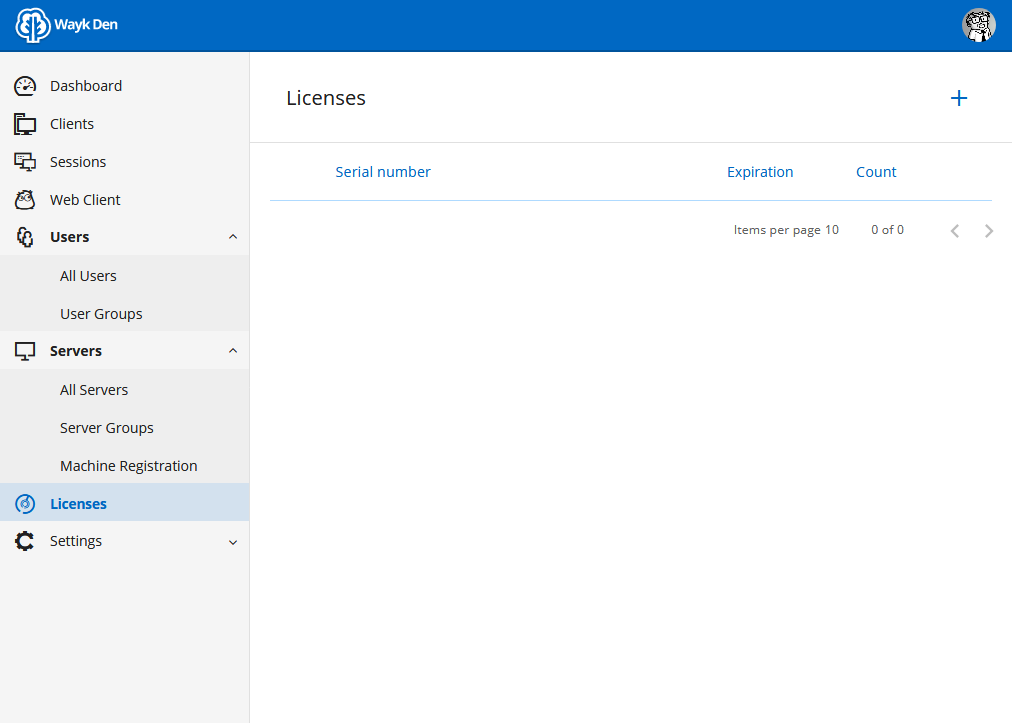 Wayk Den
Dashboard
Clients
Sessions
Web Client
Users
All Users
User Groups
Servers
All Servers
Server Groups
Machine Registration
Licenses
Settings
Licenses
Serial number Expiration Count
Items per page 10 0 of 0